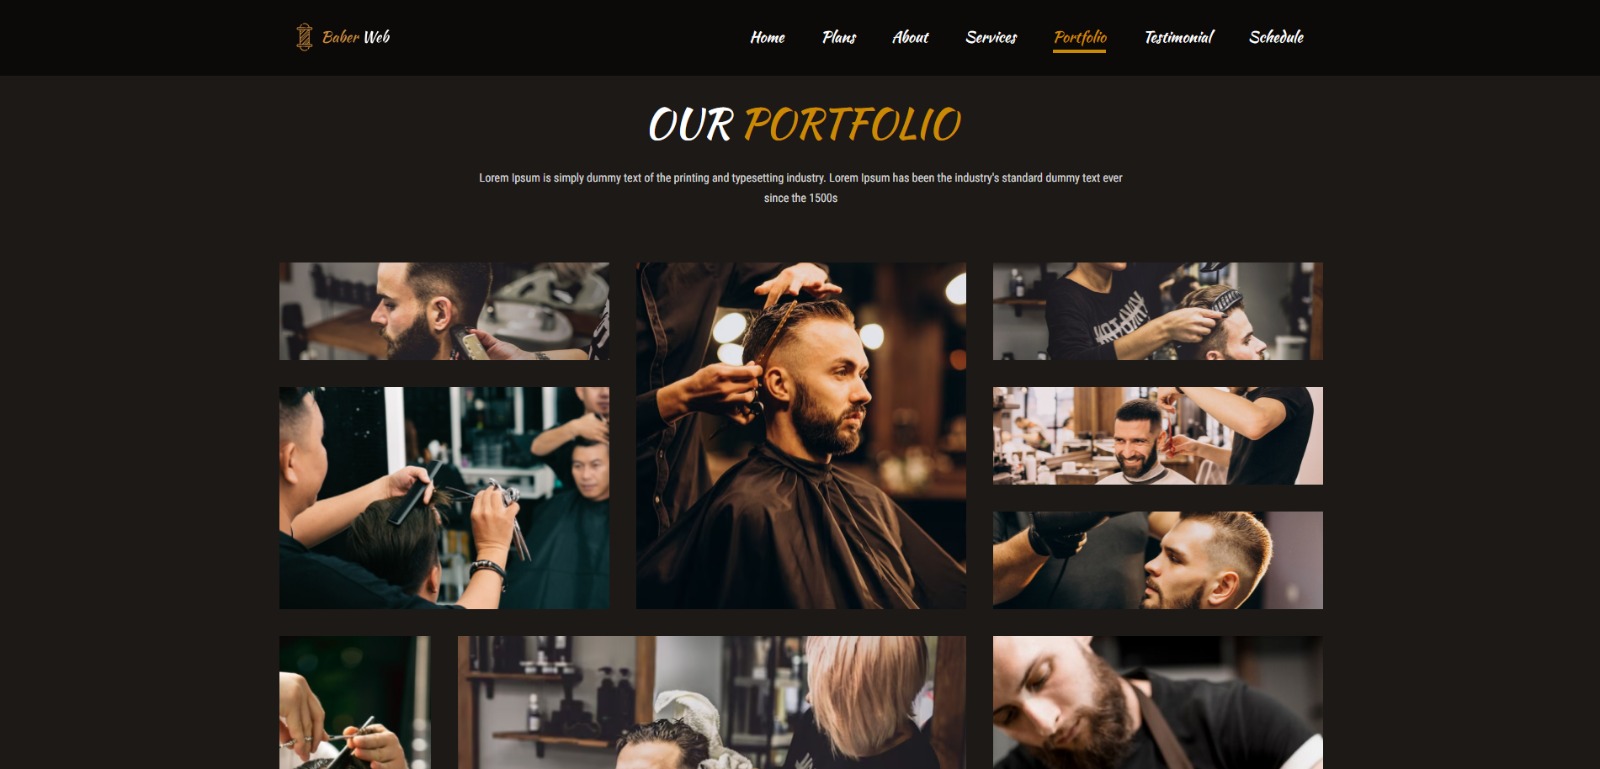 Baber Web
Home Plans About Services Portfolio Testimonial Schedule
OUR PORTFOLIO
Lorem Ipsum is simply dummy text of the printing and typesetting industry. Lorem Ipsum has been the industry's standard dummy text ever
since the 1500s